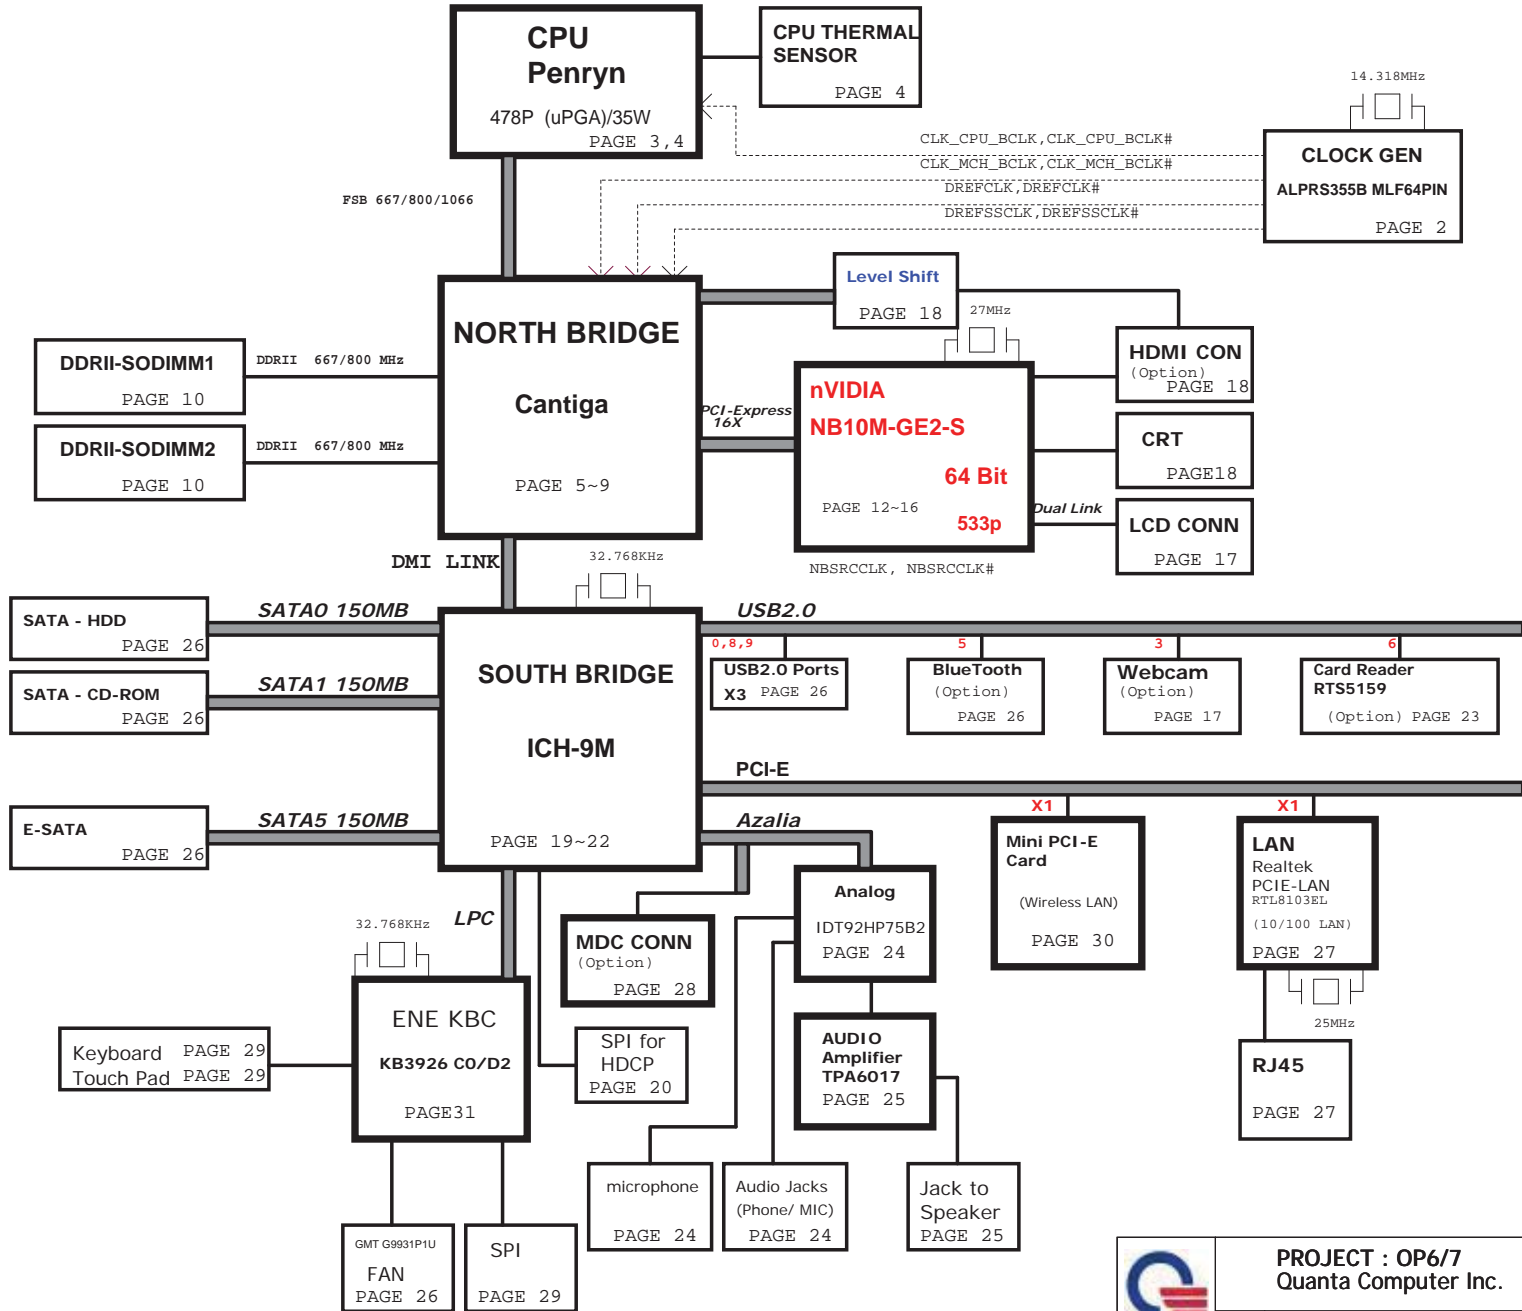 CPU
Penryn
478P (uPGA)/35W
PAGE 3,4
CPU THERMAL
SENSOR
PAGE 4
14.318MHz
CLOCK GEN
ALPRS355B MLF64PIN
PAGE 2
CLK_CPU_BCLK,CLK_CPU_BCLK#
CLK_MCH_BCLK,CLK_MCH_BCLK#
DREFCLK,DREFCLK#
DREFSSCLK,DREFSSCLK#
FSB 667/800/1066
NORTH BRIDGE
Cantiga
PAGE 5~9
Level Shift
PAGE 18
27MHz
HDMI CON
(Option)
PAGE 18
DDRII-SODIMM1
PAGE 10
DDRII 667/800 MHz
DDRII-SODIMM2
PAGE 10
DDRII 667/800 MHz
PCI-Express
16X
nVIDIA
NB10M-GE2-S
64 Bit
PAGE 12~16
533p
NBSRCCLK, NBSRCCLK#
CRT
PAGE18
Dual Link
LCD CONN
PAGE 17
DMI LINK
32.768KHz
SATA - HDD
PAGE 26
SATA0 150MB
SATA - CD-ROM
PAGE 26
SATA1 150MB
E-SATA
PAGE 26
SATA5 150MB
SOUTH BRIDGE
ICH-9M
PAGE 19~22
USB2.0
0,8,9
USB2.0 Ports
X3 PAGE 26
5
BlueTooth
(Option)
PAGE 26
3
Webcam
(Option)
PAGE 17
6
Card Reader
RTS5159
(Option) PAGE 23
PCI-E
X1
Mini PCI-E
Card
(Wireless LAN)
PAGE 30
X1
LAN
Realtek
PCIE-LAN
RTL8103EL
(10/100 LAN)
PAGE 27
25MHz
RJ45
PAGE 27
Azalia
MDC CONN
(Option)
PAGE 28
Analog
IDT92HP75B2
PAGE 24
LPC
32.768KHz
ENE KBC
KB3926 C0/D2
PAGE31
Keyboard PAGE 29
Touch Pad PAGE 29
SPI for
HDCP
PAGE 20
AUDIO
Amplifier
TPA6017
PAGE 25
microphone
PAGE 24
Audio Jacks
(Phone/ MIC)
PAGE 24
Jack to
Speaker
PAGE 25
GMT G9931P1U
FAN
PAGE 26
SPI
PAGE 29
PROJECT : OP6/7
Quanta Computer Inc.